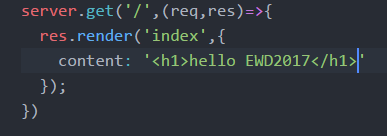 server.get('/',(req,res)=>{
  res.render('index',{
    content: '<h1>hello EWD2017</h1>'
  });
})